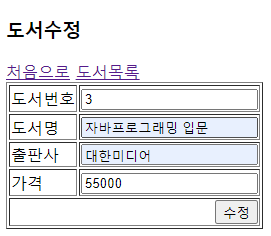 도서수정
처음으로 도서목록
도서번호 3
도서명 자바프로그래밍 입문
출판사 대한미디어
가격 55000
수정